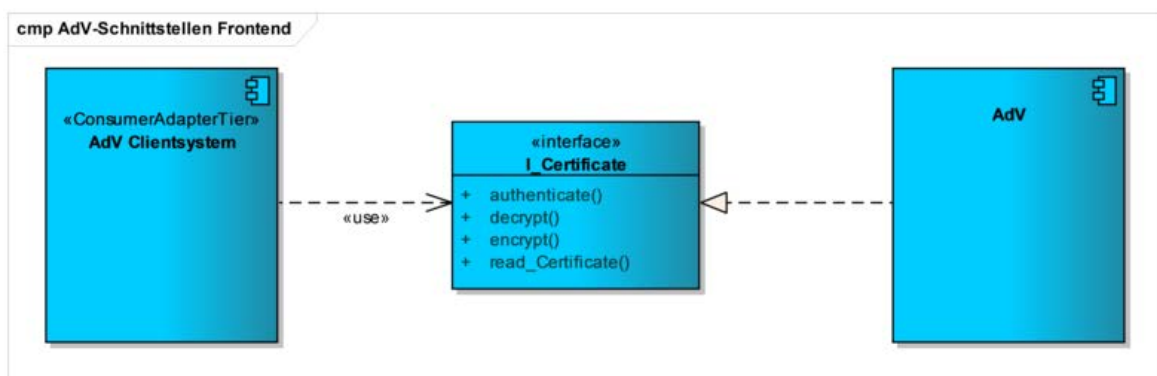 cmp AdV-Schnittstellen Frontend
«ConsumerAdapterTier»
AdV Clientsystem
«use»
«interface»
I_Certificate
+ authenticate()
+ decrypt()
+ encrypt()
+ read_Certificate()
AdV